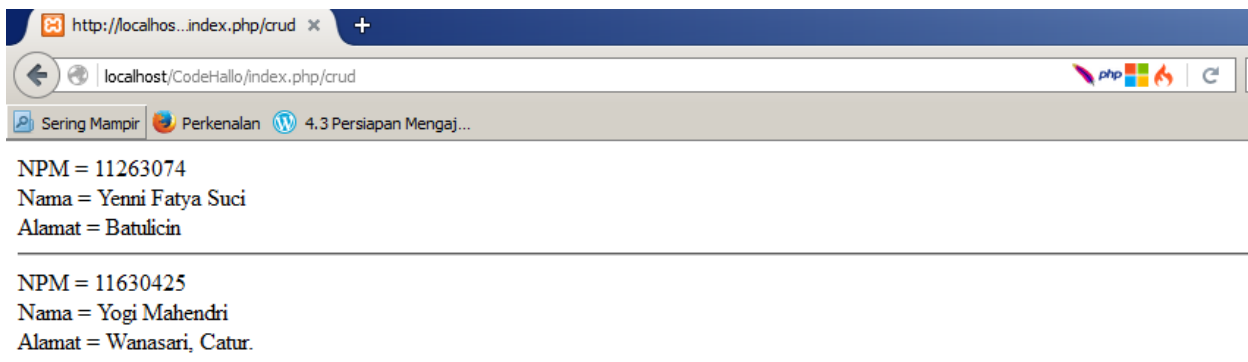 http://localhos...index.php/crud
localhost/CodeHallo/index.php/crud
php
Sering Mampir Perkenalan 4.3 Persiapan Mengaj...
NPM = 11263074
Nama = Yenni Fatya Suci
Alamat = Batulicin
NPM = 11630425
Nama = Yogi Mahendri
Alamat = Wanasari, Catur.